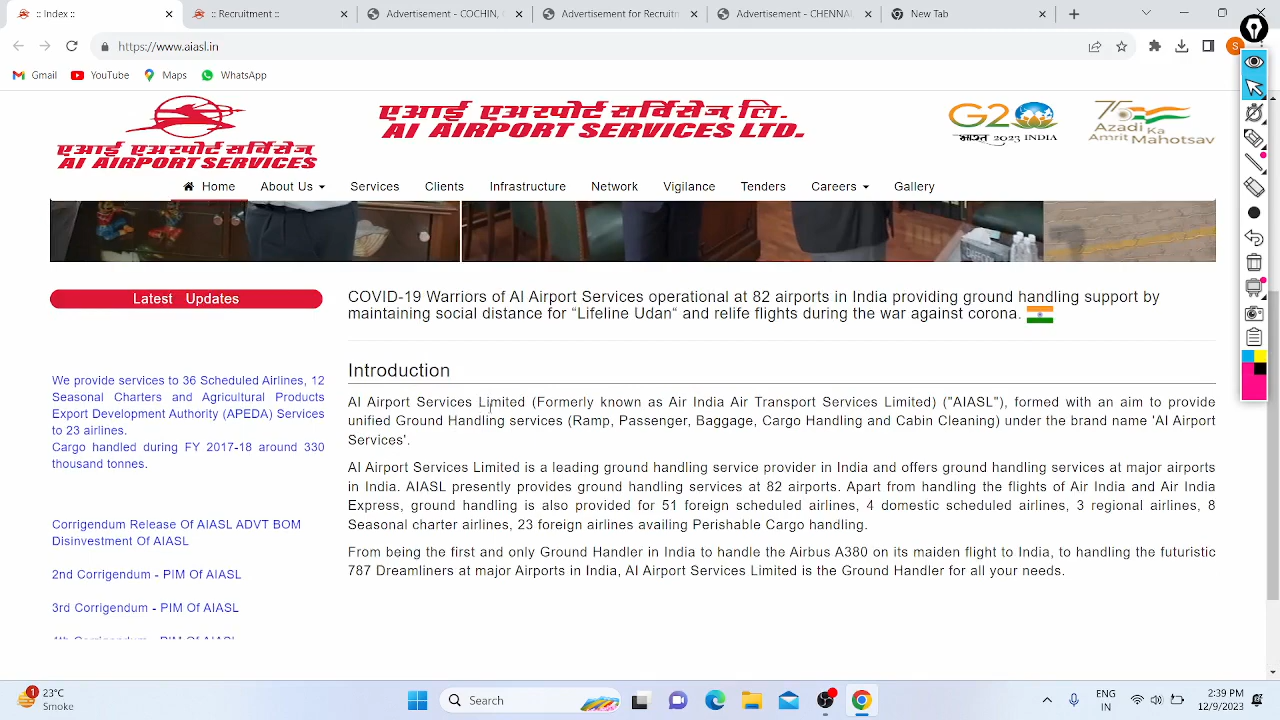 Advertisement - COCHIN,
Advertisement for Recruitm
Advertisement - CHENNAI,
New Tab
https://www.aiasl.in
S
Gmail
YouTube
Maps
WhatsApp
एआई एअरपोर्ट सर्विसेज़
AI AIRPORT SERVICES
एआई एअरपोर्ट सर्विसेज् लि.
AI AIRPORT SERVICES LTD.
G20
भारत 2023 INDIA
75
Azadi Ka
Amrit Mahotsav
Home
About Us
Services
Clients
Infrastructure
Network
Vigilance
Tenders
Careers
Gallery
Latest Updates
We provide services to 36 Scheduled Airlines, 12
Seasonal Charters and Agricultural Products
Export Development Authority (APEDA) Services
to 23 airlines.
Cargo handled during FY 2017-18 around 330
thousand tonnes.
Corrigendum Release Of AIASL ADVT BOM
Disinvestment Of AIASL
2nd Corrigendum - PIM Of AIASL
3rd Corrigendum - PIM Of AIASL
COVID-19 Warriors of AI Airport Services operational at 82 airports in India providing ground handling support by
maintaining social distance for “Lifeline Udan“ and relife flights during the war against corona.
Introduction
AI Airport Services Limited (Formerly known as Air India Air Transport Services Limited) ("AIASL"), formed with an aim to provide
unified Ground Handling services (Ramp, Passenger, Baggage, Cargo Handling and Cabin Cleaning) under the brand name 'AI Airport
Services'.
AI Airport Services Limited is a leading ground handling service provider in India and offers ground handling services at major airports
in India. AIASL presently provides ground handling services at 82 airports. Apart from handling the flights of Air India and Air India
Express, ground handling is also provided for 51 foreign scheduled airlines, 4 domestic scheduled airlines, 3 regional airlines, 8
Seasonal charter airlines, 23 foreign airlines availing Perishable Cargo handling.
From being the first and only Ground Handler in India to handle the Airbus A380 on its maiden flight to India, to handling the futuristic
787 Dreamliners at major Airports in India, AI Airport Services Limited is the Ground Handler for all your needs.
1
23°C
Smoke
Search
ENG
IN
2:39 PM
12/9/2023